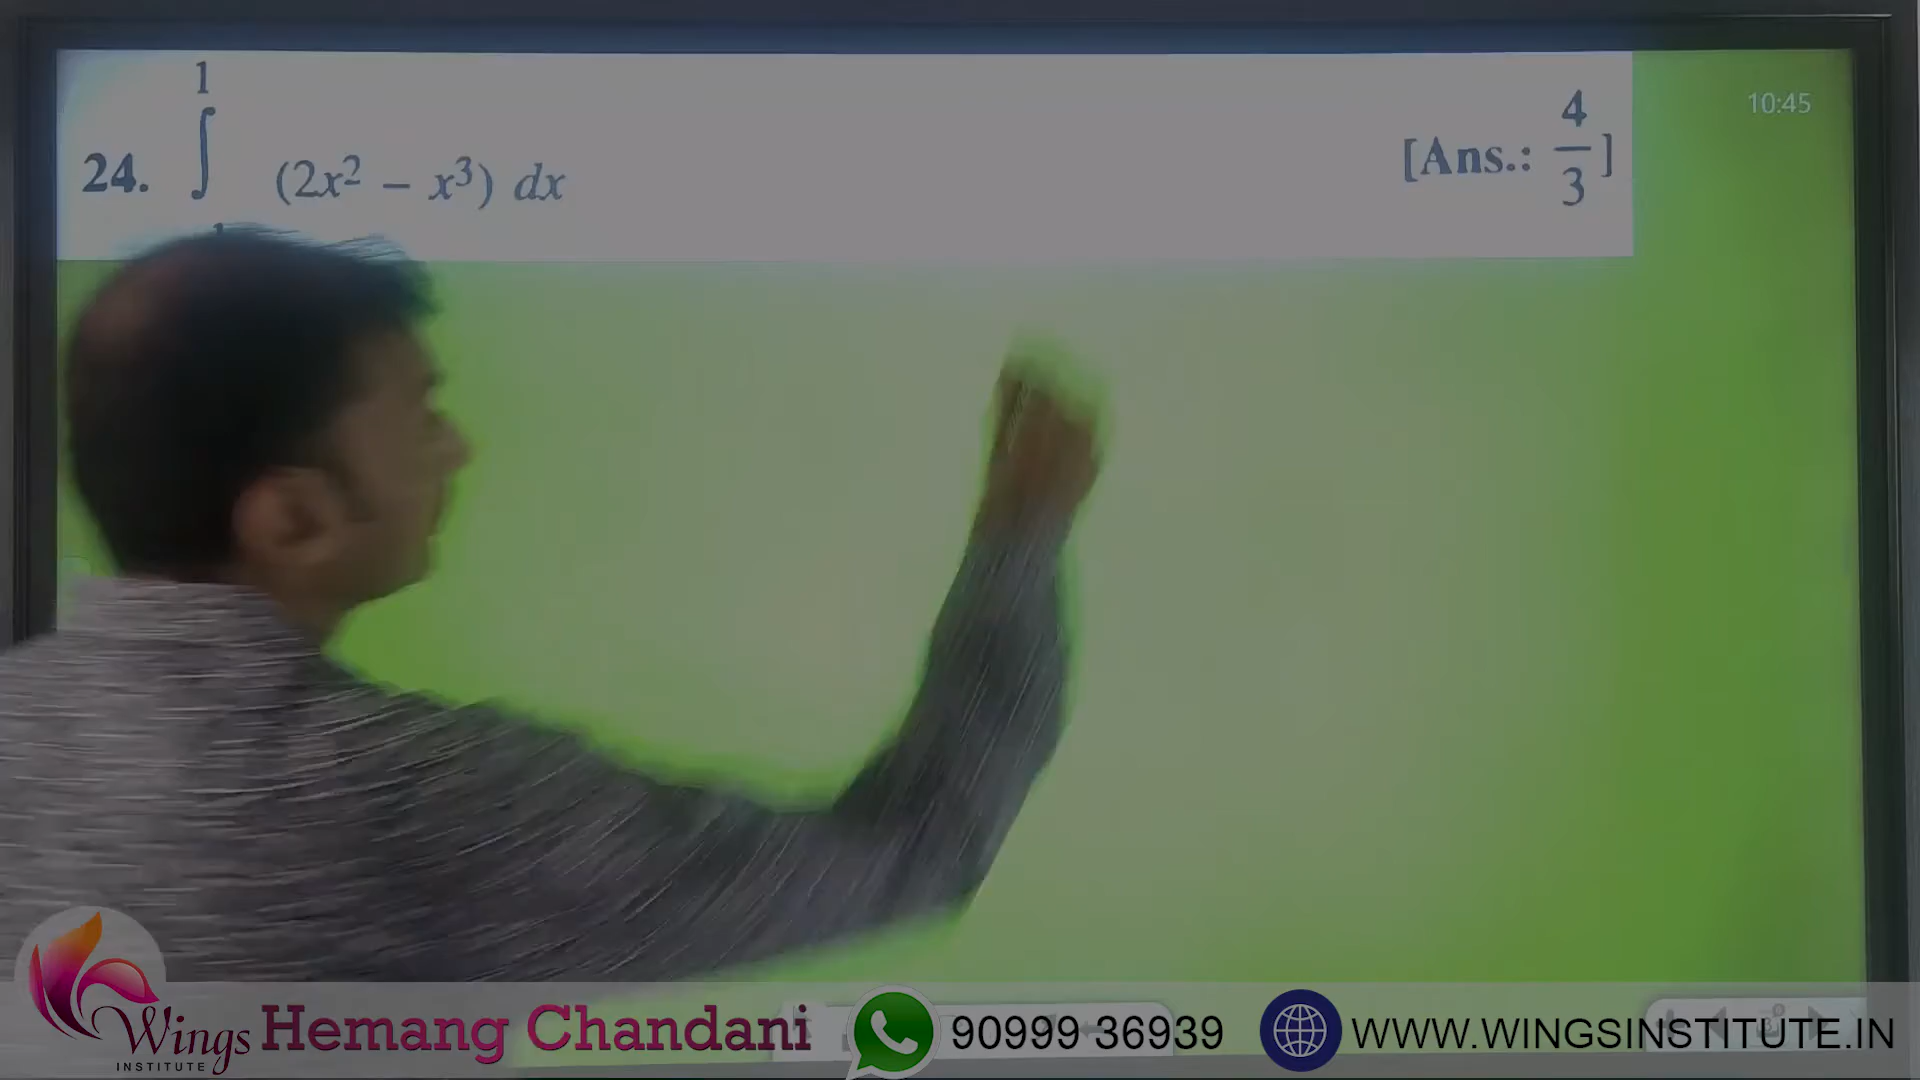 1
24. ∫ (2x² − x³) dx [Ans.: 4/3]
10:45
Wings
INSTITUTE
Hemang Chandani
90999 36939
WWW.WINGSINSTITUTE.IN